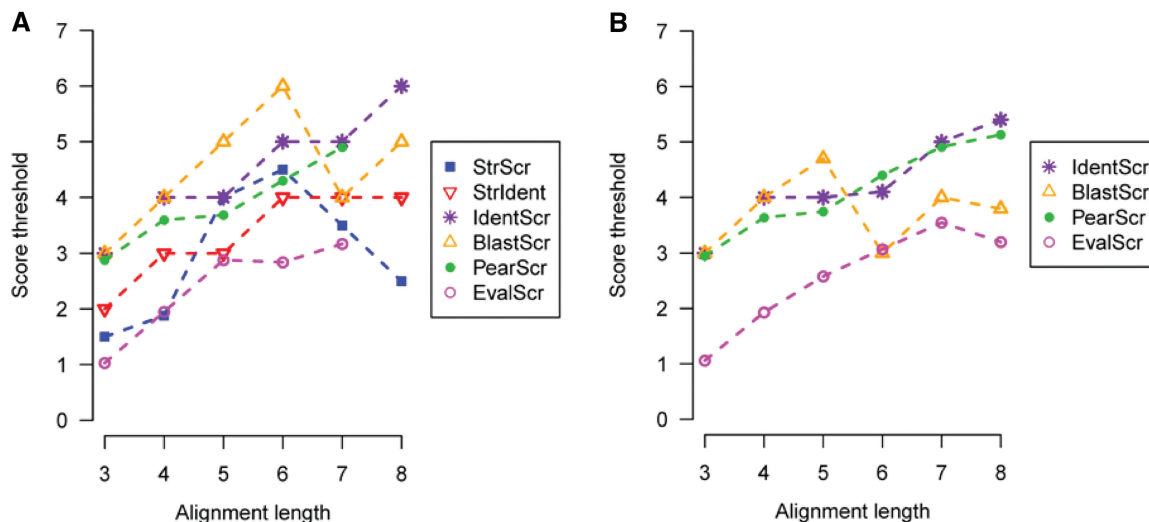 A
7
6
5
4
3
2
1
0
Score threshold
3 4 5 6 7 8
Alignment length
StrScr
StrIdent
IdentScr
BlastScr
PearScr
EvalScr
B
7
6
5
4
3
2
1
0
Score threshold
3 4 5 6 7 8
Alignment length
IdentScr
BlastScr
PearScr
EvalScr